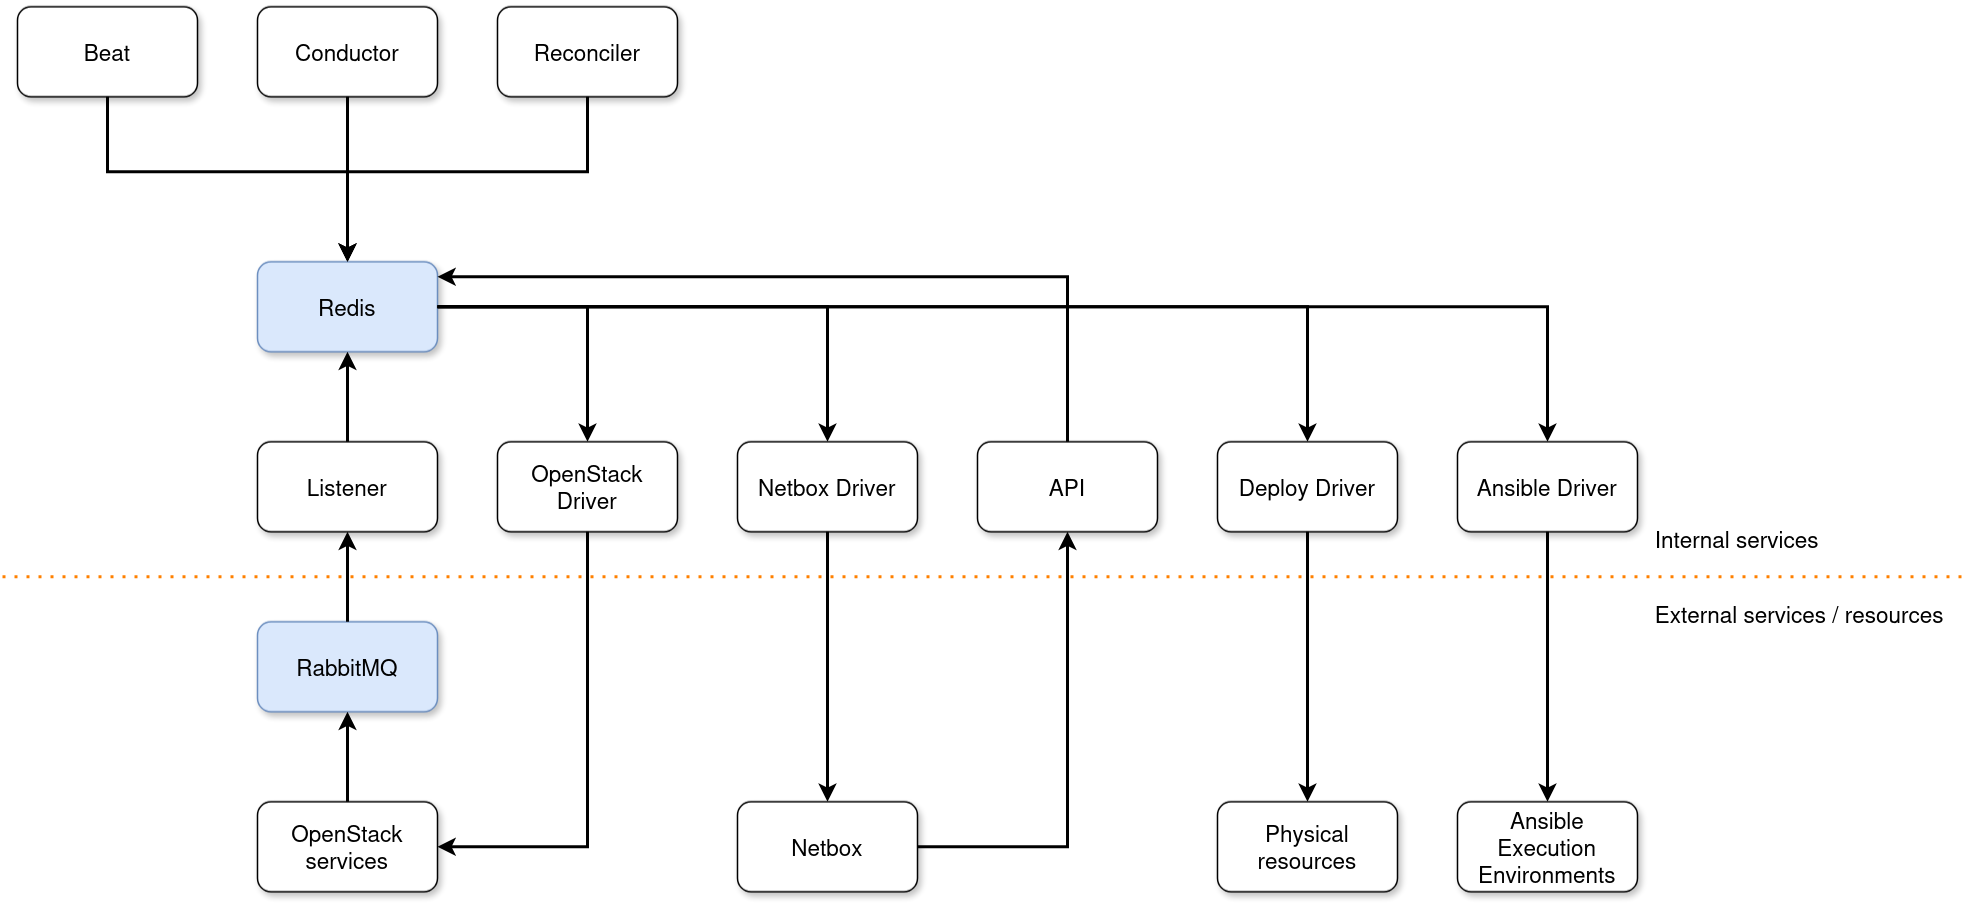 Beat
Conductor
Reconciler
Redis
Listener
OpenStack
Driver
Netbox Driver
API
Deploy Driver
Ansible Driver
Internal services
External services / resources
RabbitMQ
OpenStack
services
Netbox
Physical
resources
Ansible
Execution
Environments